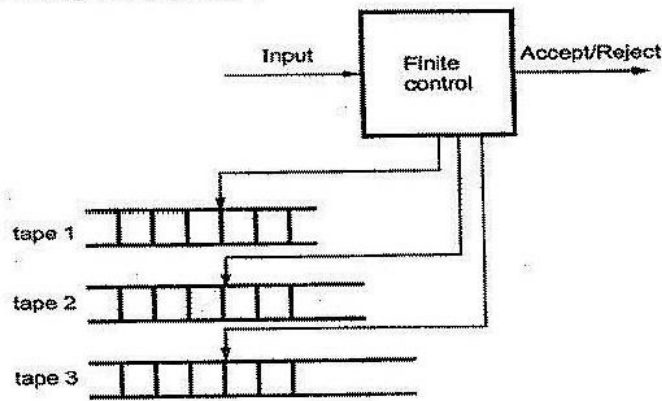 Input
Finite
control
Accept/Reject
tape 1
tape 2
tape 3